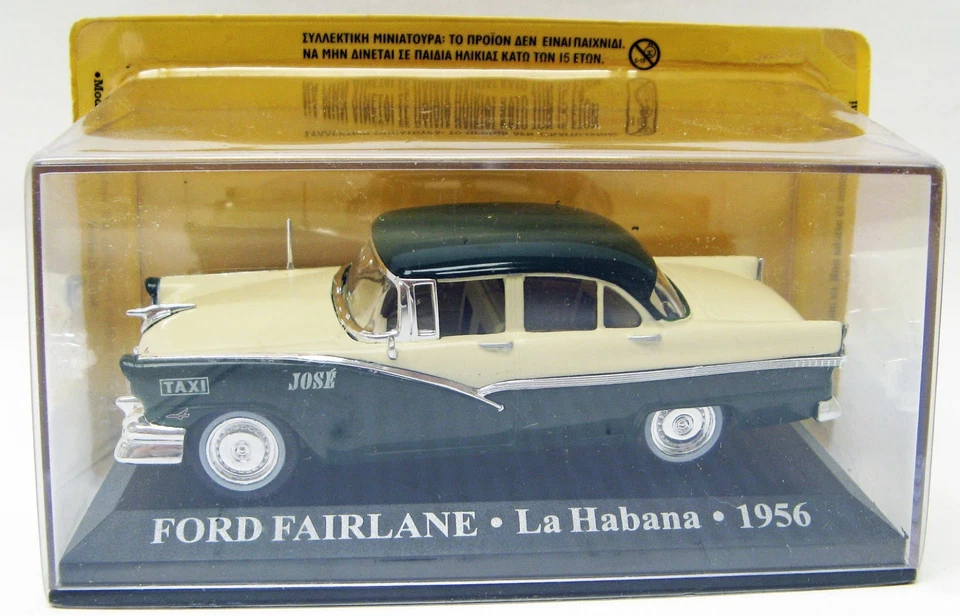 ΣΥΛΛΕΚΤΙΚΗ ΜΙΝΙΑΤΟΥΡΑ: ΤΟ ΠΡΟΪΟΝ ΔΕΝ ΕΙΝΑΙ ΠΑΙΧΝΙΔΙ.
ΝΑ ΜΗΝ ΔΙΝΕΤΑΙ ΣΕ ΠΑΙΔΙΑ ΗΛΙΚΙΑΣ ΚΑΤΩ ΤΩΝ 15 ΕΤΩΝ.
TAXI
JOSÉ
FORD FAIRLANE • La Habana • 1956